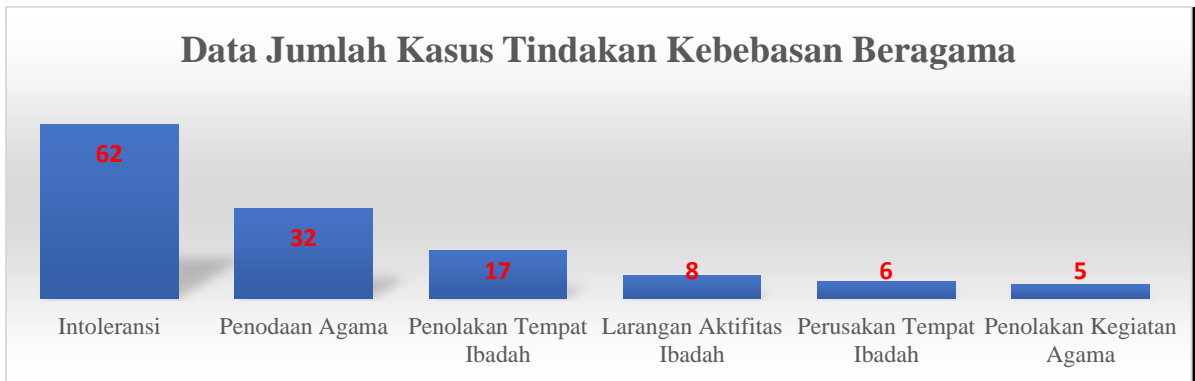 Data Jumlah Kasus Tindakan Kebebasan Beragama
62
32
17
8
6
5
Intoleransi
Penodaan Agama
Penolakan Tempat
Ibadah
Larangan Aktifitas
Ibadah
Perusakan Tempat
Ibadah
Penolakan Kegiatan
Agama